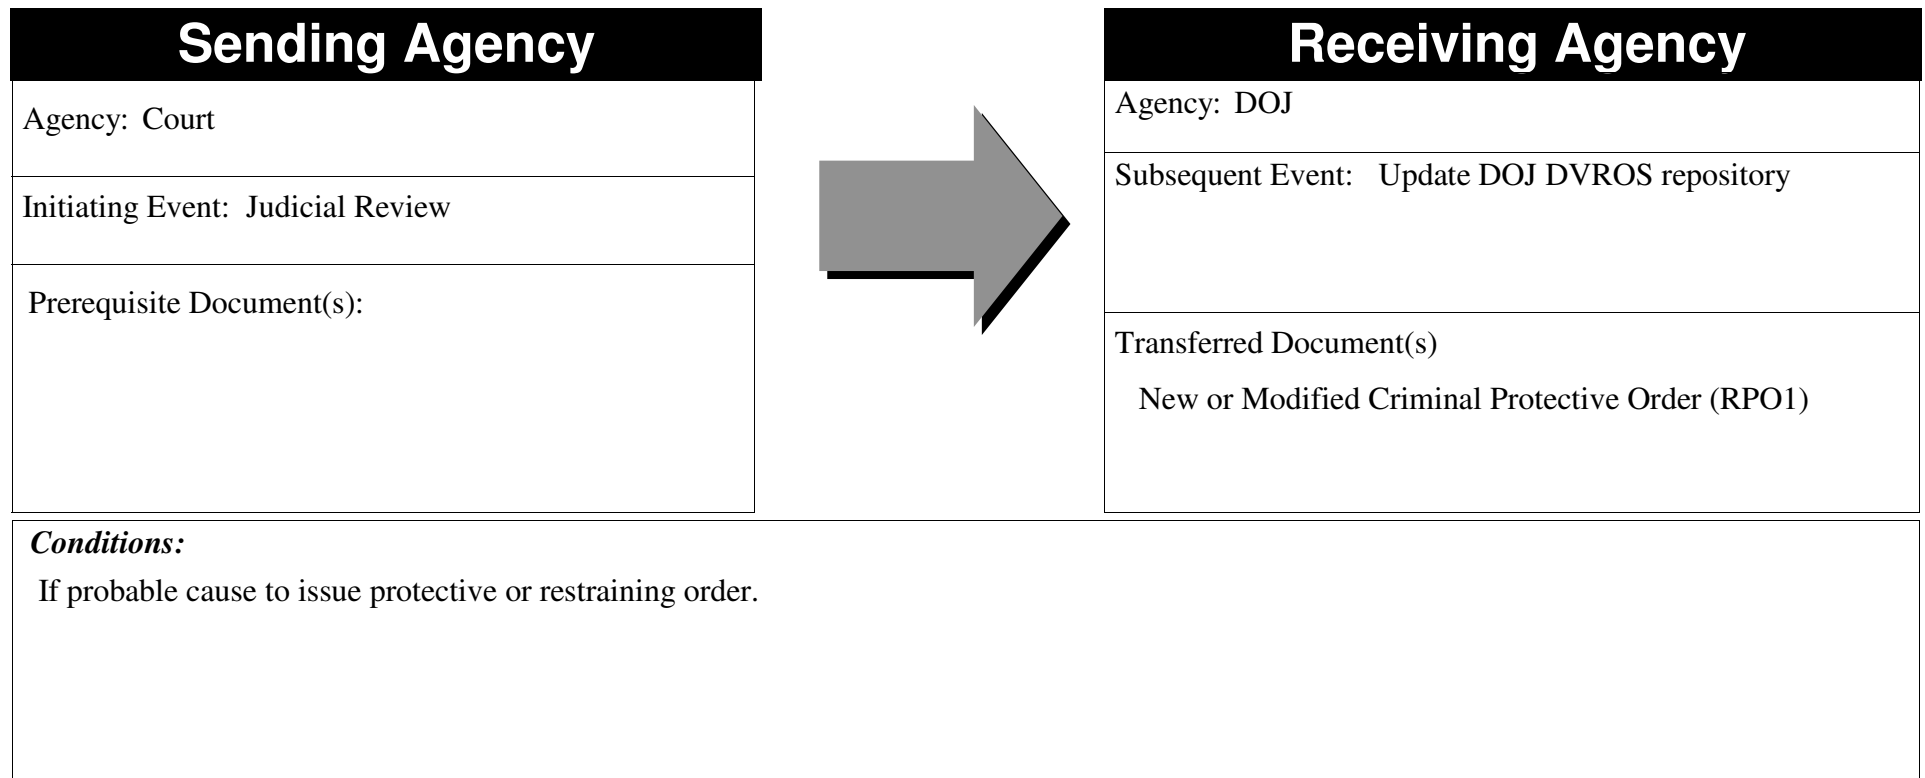 Sending Agency
Agency: Court
Initiating Event: Judicial Review
Prerequisite Document(s):
Receiving Agency
Agency: DOJ
Subsequent Event: Update DOJ DVROS repository
Transferred Document(s)
New or Modified Criminal Protective Order (RPO1)
Conditions:
If probable cause to issue protective or restraining order.